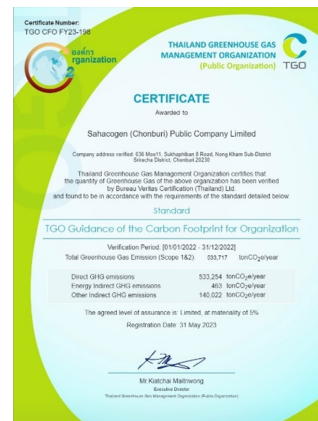 Certificate Number:
TGO CFO FY23-198
องค์กร
rganization
THAILAND GREENHOUSE GAS
MANAGEMENT ORGANIZATION
(Public Organization)
TGO
CERTIFICATE
Awarded to
Sahacogen (Chonburi) Public Company Limited
Company address verified: 636 Moo11, Sukhaphiban 8 Road, Nong Kham Sub-District
Sriracha District, Chonburi 20230
Thailand Greenhouse Gas Management Organization certifies that
the quantity of Greenhouse Gas of the above organization has been verified
by Bureau Veritas Certification (Thailand) Ltd.
and found to be in accordance with the requirements of the standard detailed below
Standard
TGO Guidance of the Carbon Footprint for Organization
Verification Period: [01/01/2022 - 31/12/2022]
Total Greenhouse Gas Emission (Scope 1&2) 533,717 tonCO₂e/year
Direct GHG emissions 533,254 tonCO₂e/year
Energy Indirect GHG emissions 463 tonCO₂e/year
Other Indirect GHG emissions 140,022 tonCO₂e/year
The agreed level of assurance is: Limited, at materiality of 5%
Registration Date: 31 May 2023
Mr.Kiatchai Maitriwong
Executive Director
Thailand Greenhouse Gas Management Organization (Public Organization)